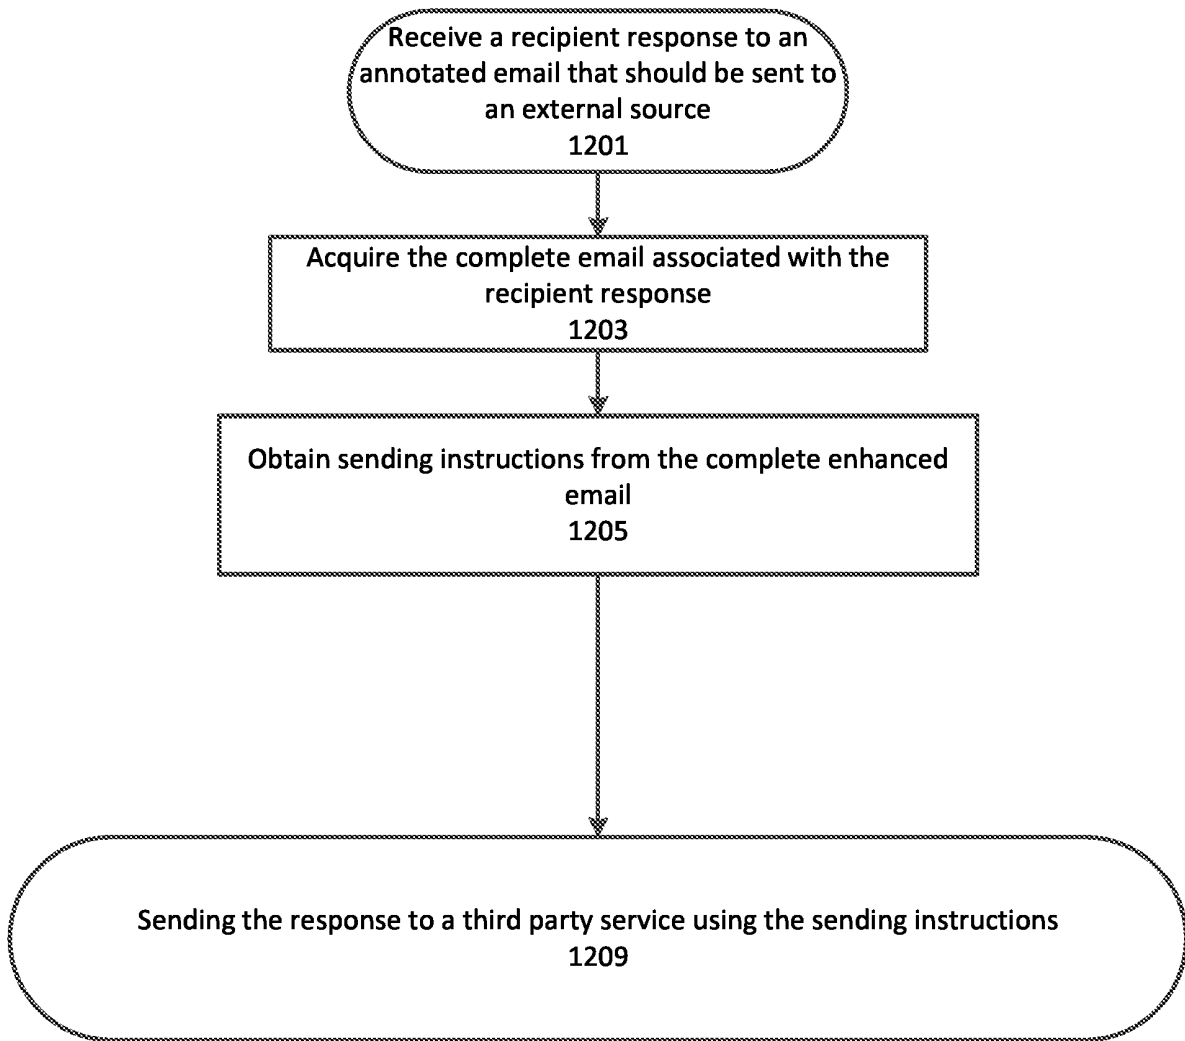 Receive a recipient response to an
annotated email that should be sent to
an external source
1201
Acquire the complete email associated with the
recipient response
1203
Obtain sending instructions from the complete enhanced
email
1205
Sending the response to a third party service using the sending instructions
1209